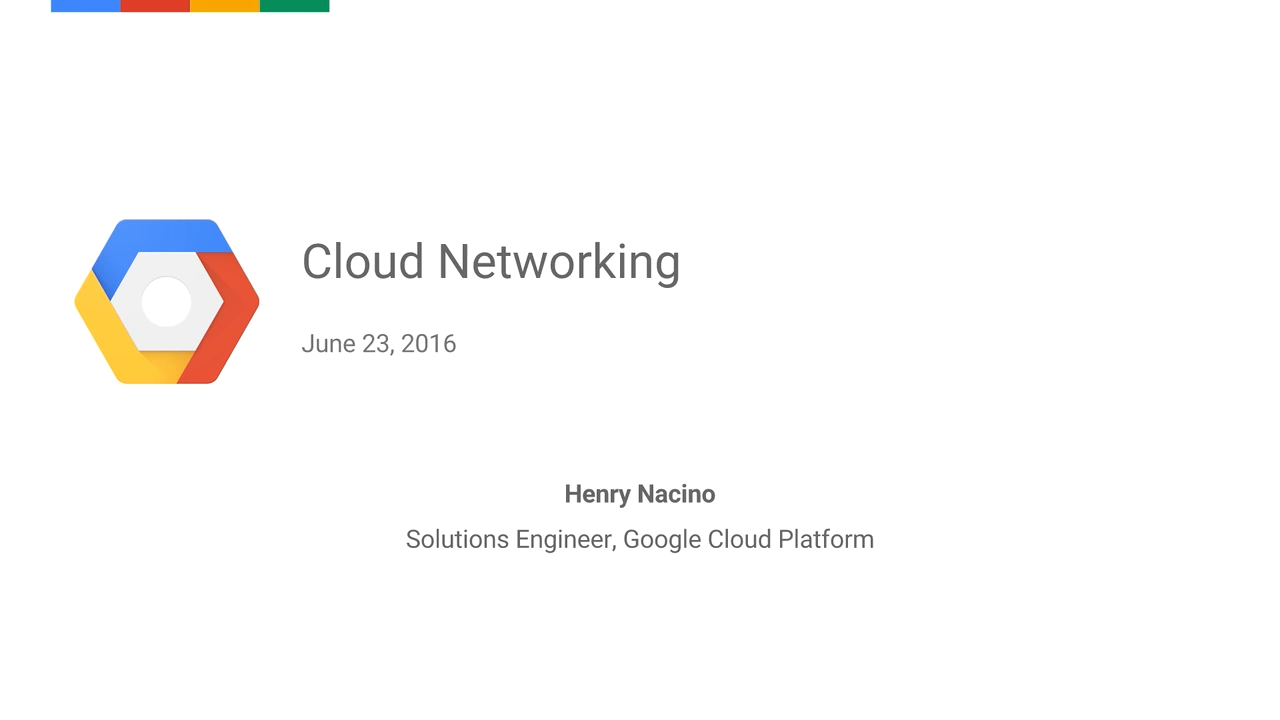 Cloud Networking
June 23, 2016
Henry Nacino
Solutions Engineer, Google Cloud Platform